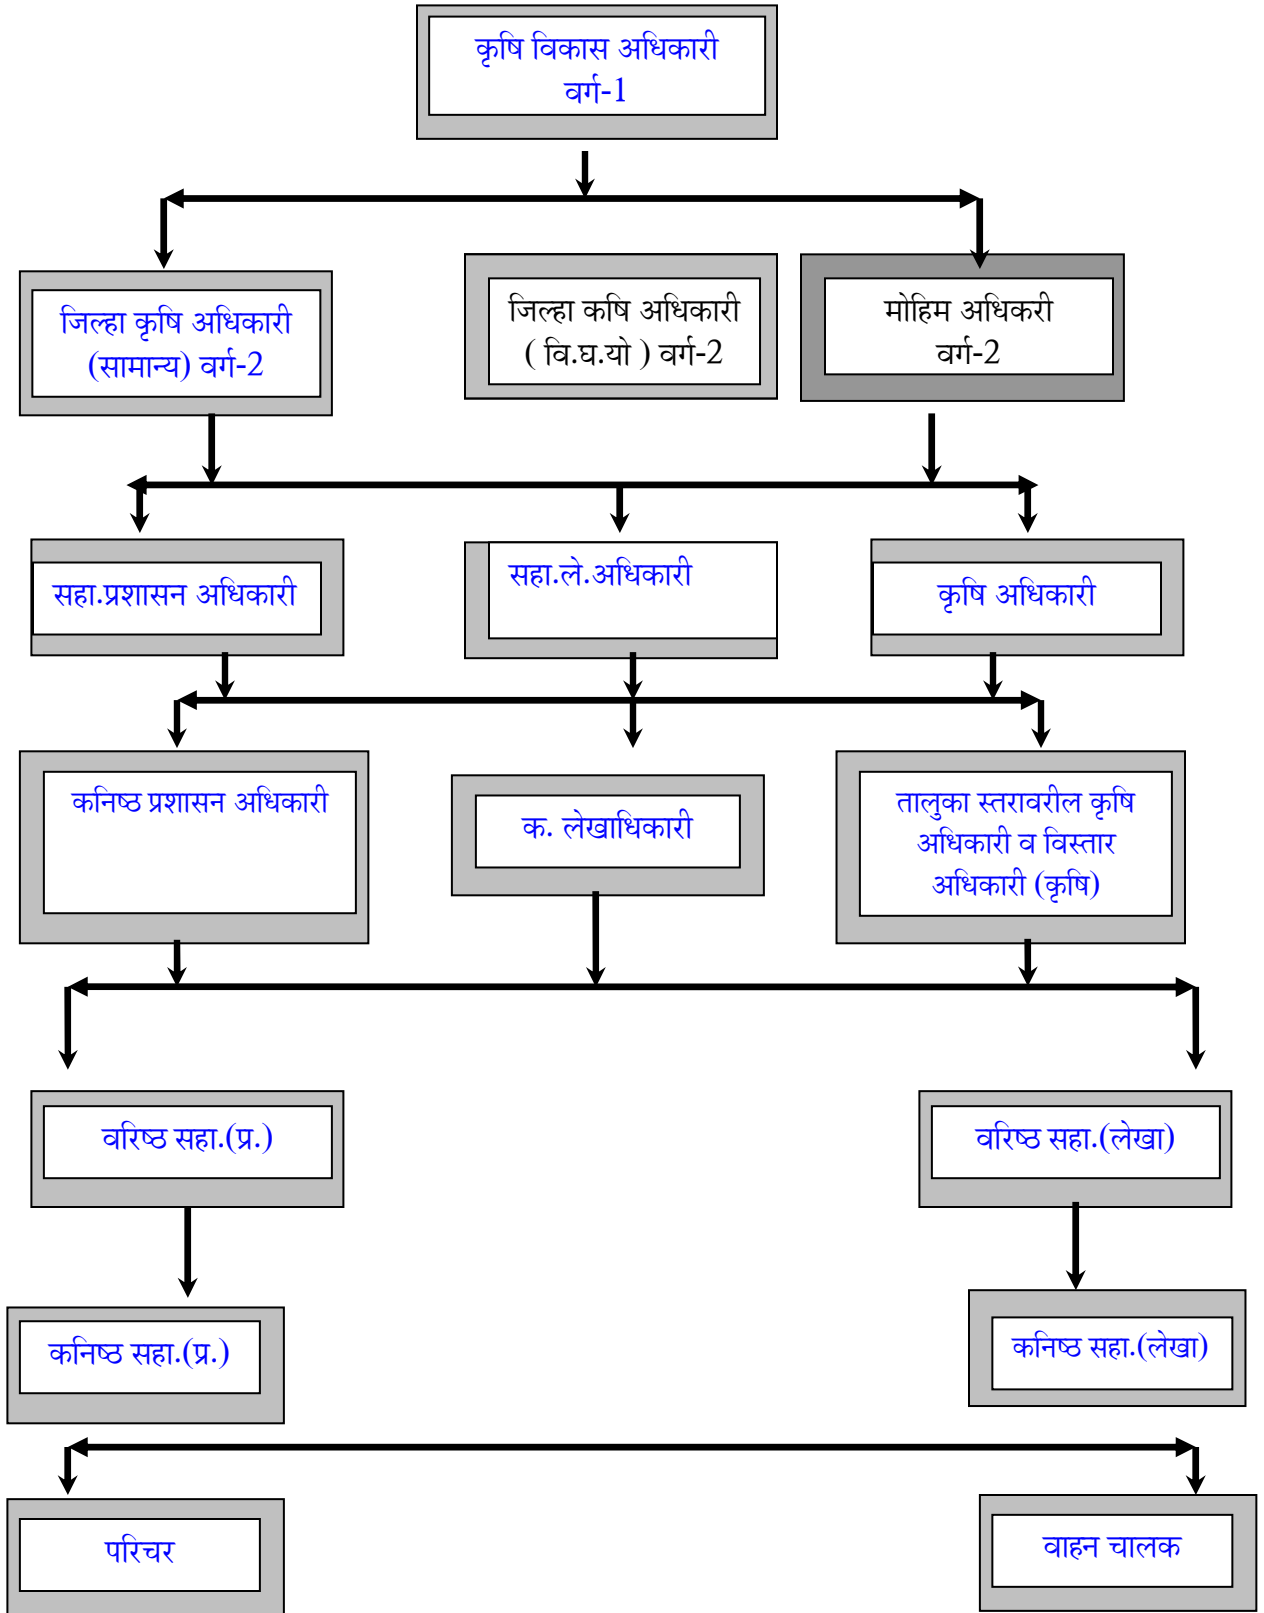 कृषि विकास अधिकारी
वर्ग-1
जिल्हा कृषि अधिकारी
(सामान्य) वर्ग-2
जिल्हा कषि अधिकारी
( वि.घ.यो ) वर्ग-2
मोहिम अधिकरी
वर्ग-2
सहा.प्रशासन अधिकारी
सहा.ले.अधिकारी
कृषि अधिकारी
कनिष्ठ प्रशासन अधिकारी
क. लेखाधिकारी
तालुका स्तरावरील कृषि
अधिकारी व विस्तार
अधिकारी (कृषि)
वरिष्ठ सहा.(प्र.)
वरिष्ठ सहा.(लेखा)
कनिष्ठ सहा.(प्र.)
कनिष्ठ सहा.(लेखा)
परिचर
वाहन चालक